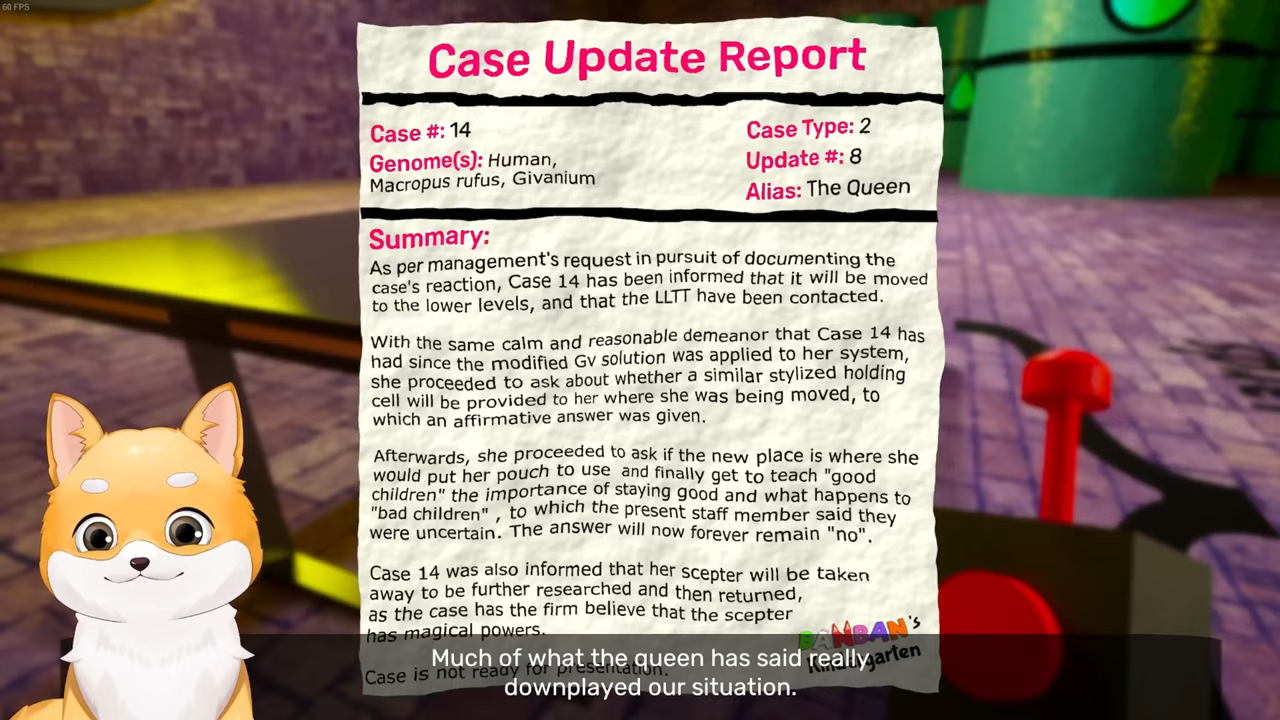 60 FPS
Case Update Report
Case #: 14
Case Type: 2
Genome(s): Human,
Macropus rufus, Givanium
Update #: 8
Alias: The Queen
Summary:
As per management's request in pursuit of documenting the
case's reaction, Case 14 has been informed that it will be moved
to the lower levels, and that the LLTT have been contacted.
With the same calm and reasonable demeanor that Case 14 has
had since the modified Gv solution was applied to her system,
she proceeded to ask about whether a similar stylized holding
cell will be provided to her where she was being moved, to
which an affirmative answer was given.
Afterwards, she proceeded to ask if the new place is where she
would put her pouch to use and finally get to teach "good
children" the importance of staying good and what happens to
"bad children" , to which the present staff member said they
were uncertain. The answer will now forever remain "no".
Case 14 was also informed that her scepter will be taken
away to be further researched and then returned,
as the case has the firm believe that the scepter
has magical powers.
BANBAN's
Kindergarten
Case is not ready for presentation.
Much of what the queen has said really
downplayed our situation.